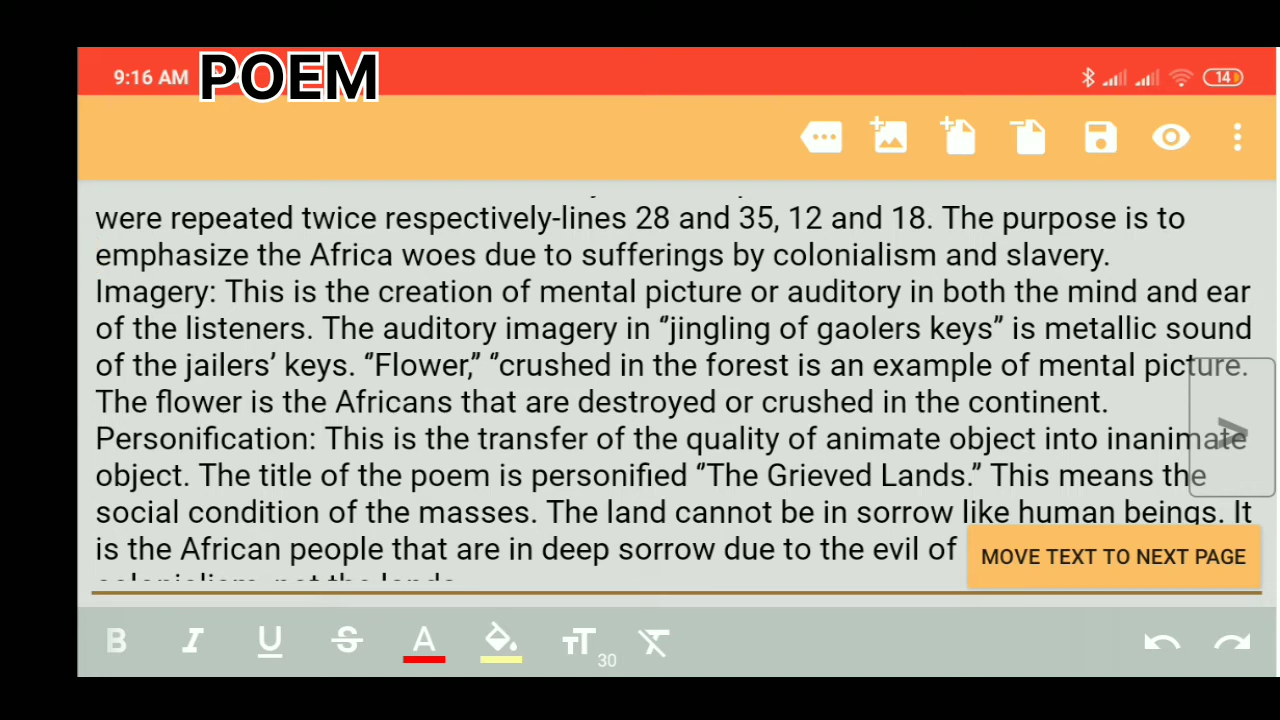 9:16 AM POEM 14
were repeated twice respectively-lines 28 and 35, 12 and 18. The purpose is to
emphasize the Africa woes due to sufferings by colonialism and slavery.
Imagery: This is the creation of mental picture or auditory in both the mind and ear
of the listeners. The auditory imagery in “jingling of gaolers keys” is metallic sound
of the jailers’ keys. “Flower,” “crushed in the forest is an example of mental picture.
The flower is the Africans that are destroyed or crushed in the continent.
Personification: This is the transfer of the quality of animate object into inanimate
object. The title of the poem is personified “The Grieved Lands.” This means the
social condition of the masses. The land cannot be in sorrow like human beings. It
is the African people that are in deep sorrow due to the evil of
MOVE TEXT TO NEXT PAGE
colonialism, not the lands
B I U S A TT 30